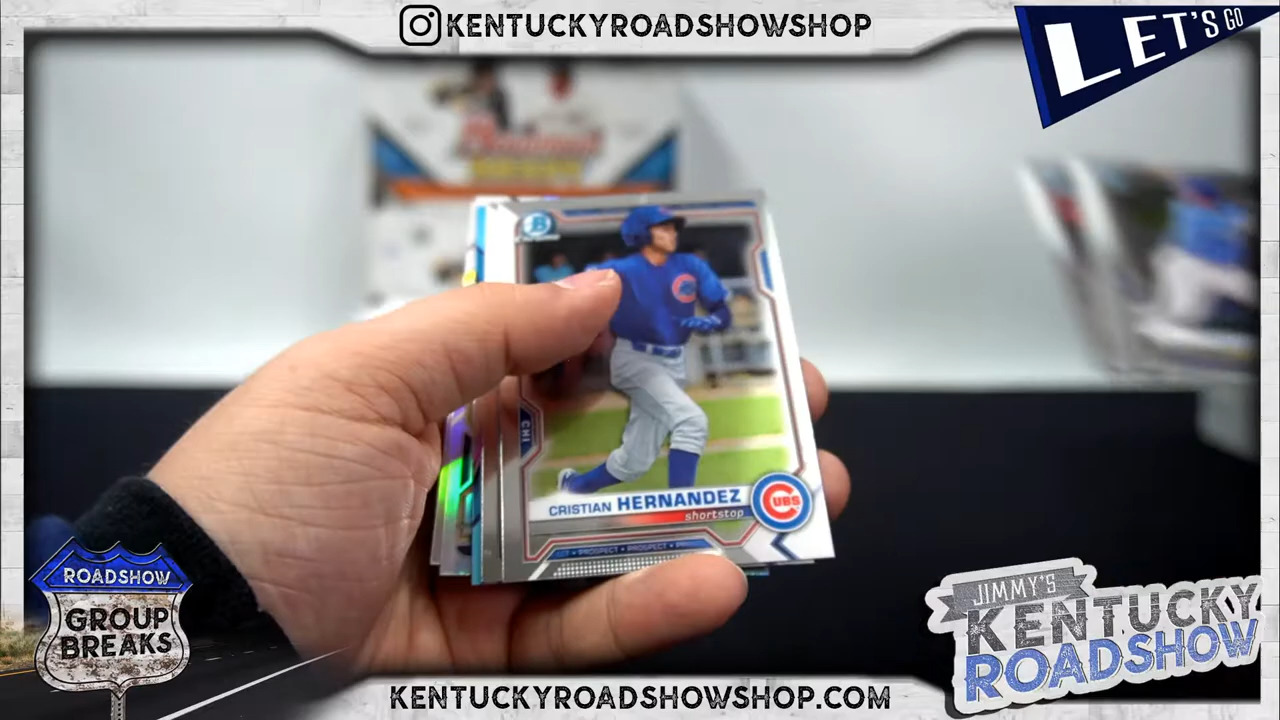 KENTUCKYROADSHOWSHOP
LET'S GO
B
CHI
CRISTIAN HERNANDEZ
shortstop
CUBS
PROSPECT • PROSPECT •
ROADSHOW
GROUP
BREAKS
JIMMY'S
KENTUCKY
ROADSHOW
KENTUCKYROADSHOWSHOP.COM